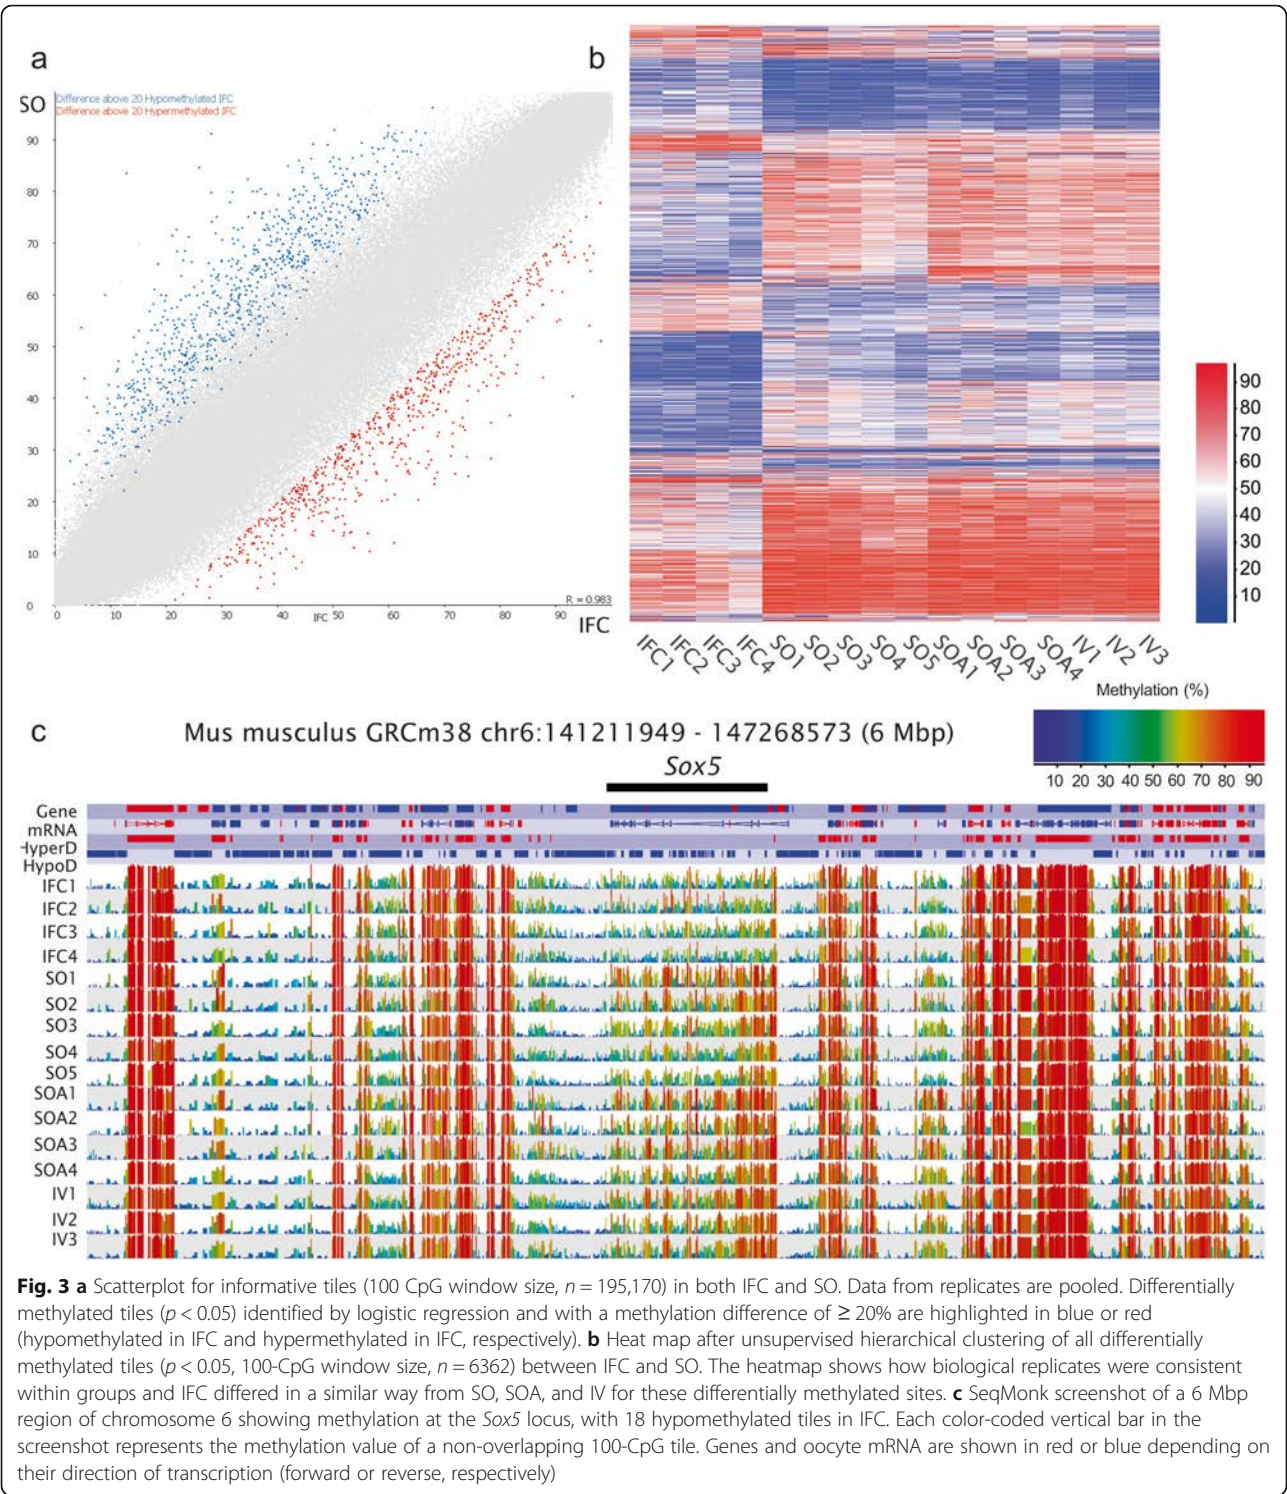 a
b
SO
Difference above 20 Hypomethylated IFC
Difference above 20 Hypermethylated IFC
90
80
70
60
50
40
30
20
10
0
0 10 20 30 40 IFC 50 60 70 80 90
R = 0.983
IFC
IFC1 IFC2 IFC3 IFC4 SO1 SO2 SO3 SO4 SO5 SOA1 SOA2 SOA3 SOA4 IV1 IV2 IV3
90
80
70
60
50
40
30
20
10
Methylation (%)
10 20 30 40 50 60 70 80 90
c
Mus musculus GRCm38 chr6:141211949 - 147268573 (6 Mbp)
Sox5
Gene
mRNA
HyperD
HypoD
IFC1
IFC2
IFC3
IFC4
SO1
SO2
SO3
SO4
SO5
SOA1
SOA2
SOA3
SOA4
IV1
IV2
IV3
Fig. 3 a Scatterplot for informative tiles (100 CpG window size, n = 195,170) in both IFC and SO. Data from replicates are pooled. Differentially
methylated tiles (p < 0.05) identified by logistic regression and with a methylation difference of ≥ 20% are highlighted in blue or red
(hypomethylated in IFC and hypermethylated in IFC, respectively). b Heat map after unsupervised hierarchical clustering of all differentially
methylated tiles (p < 0.05, 100-CpG window size, n = 6362) between IFC and SO. The heatmap shows how biological replicates were consistent
within groups and IFC differed in a similar way from SO, SOA, and IV for these differentially methylated sites. c SeqMonk screenshot of a 6 Mbp
region of chromosome 6 showing methylation at the Sox5 locus, with 18 hypomethylated tiles in IFC. Each color-coded vertical bar in the
screenshot represents the methylation value of a non-overlapping 100-CpG tile. Genes and oocyte mRNA are shown in red or blue depending on
their direction of transcription (forward or reverse, respectively)